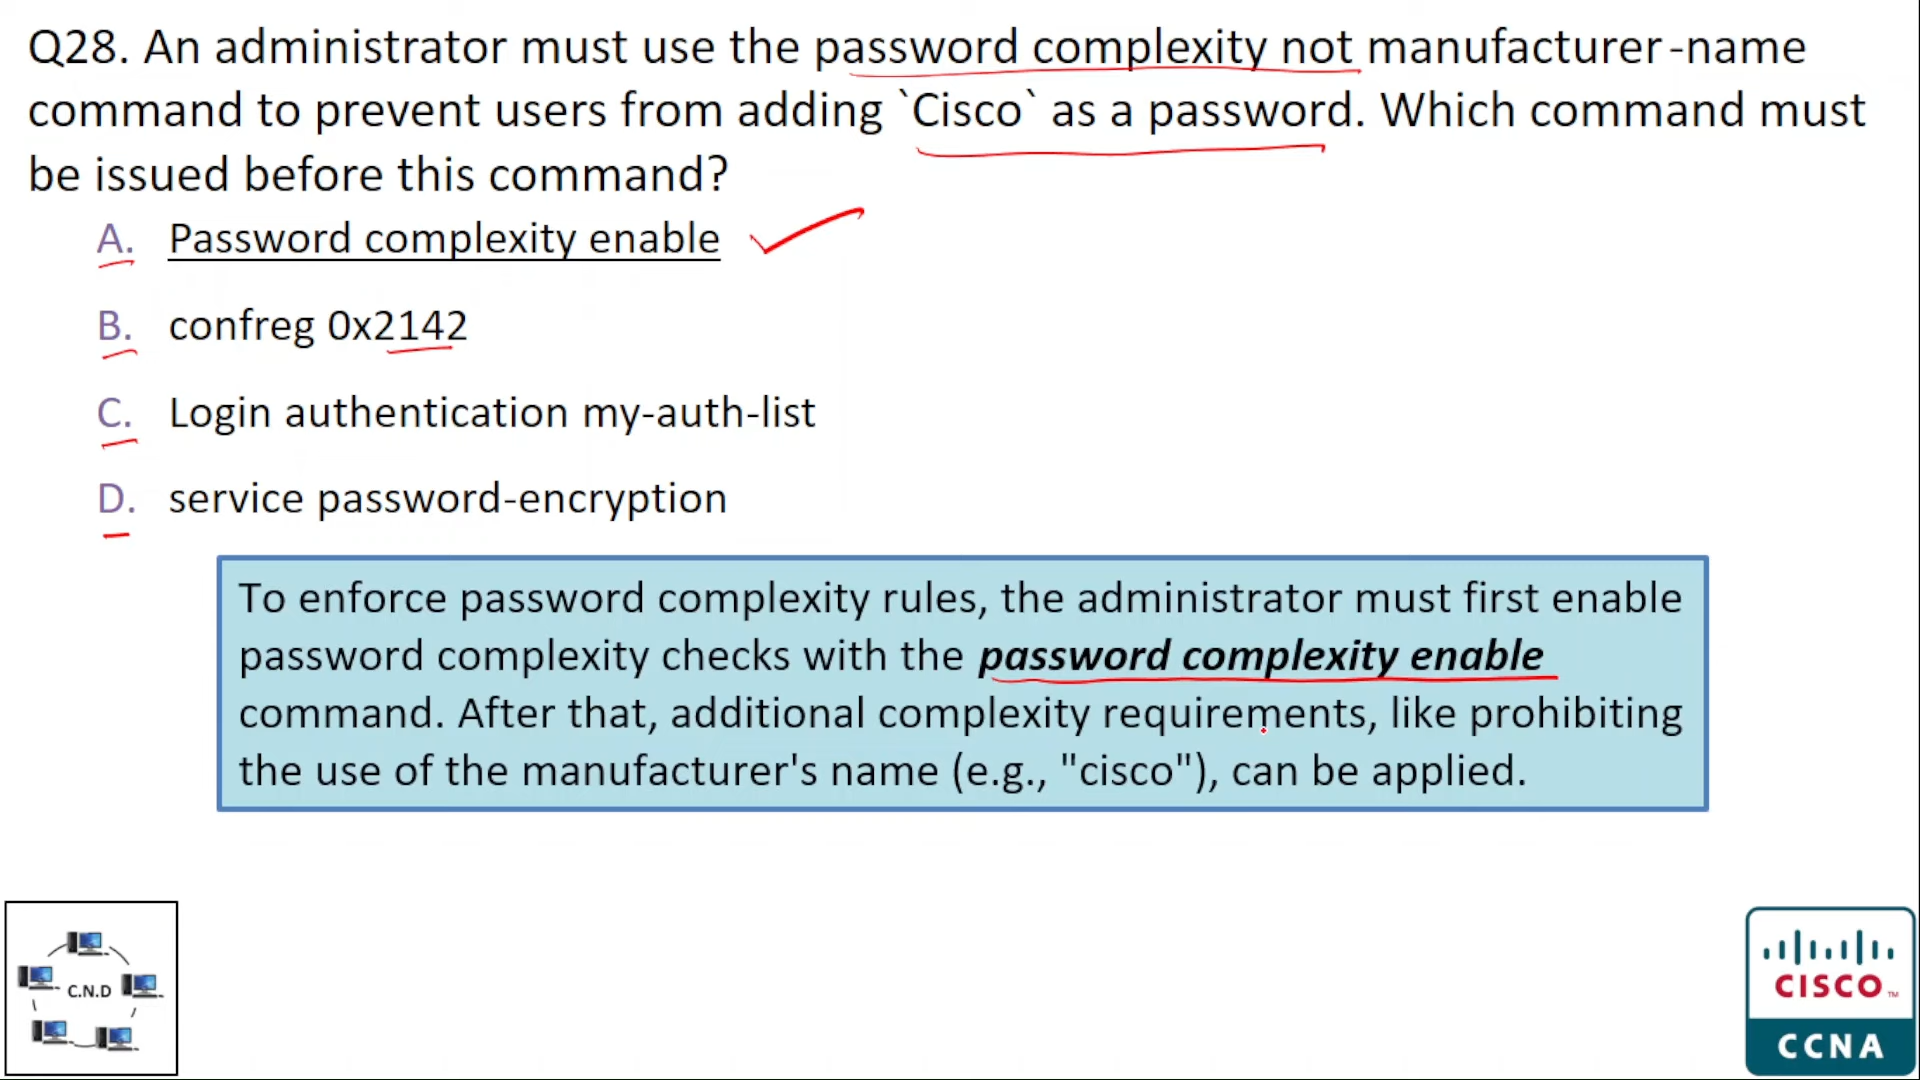 Q28. An administrator must use the password complexity not manufacturer-name
command to prevent users from adding `Cisco` as a password. Which command must
be issued before this command?
A. Password complexity enable
B. confreg 0x2142
C. Login authentication my-auth-list
D. service password-encryption
To enforce password complexity rules, the administrator must first enable
password complexity checks with the password complexity enable
command. After that, additional complexity requirements, like prohibiting
the use of the manufacturer's name (e.g., "cisco"), can be applied.
C.N.D
CISCO™
CCNA